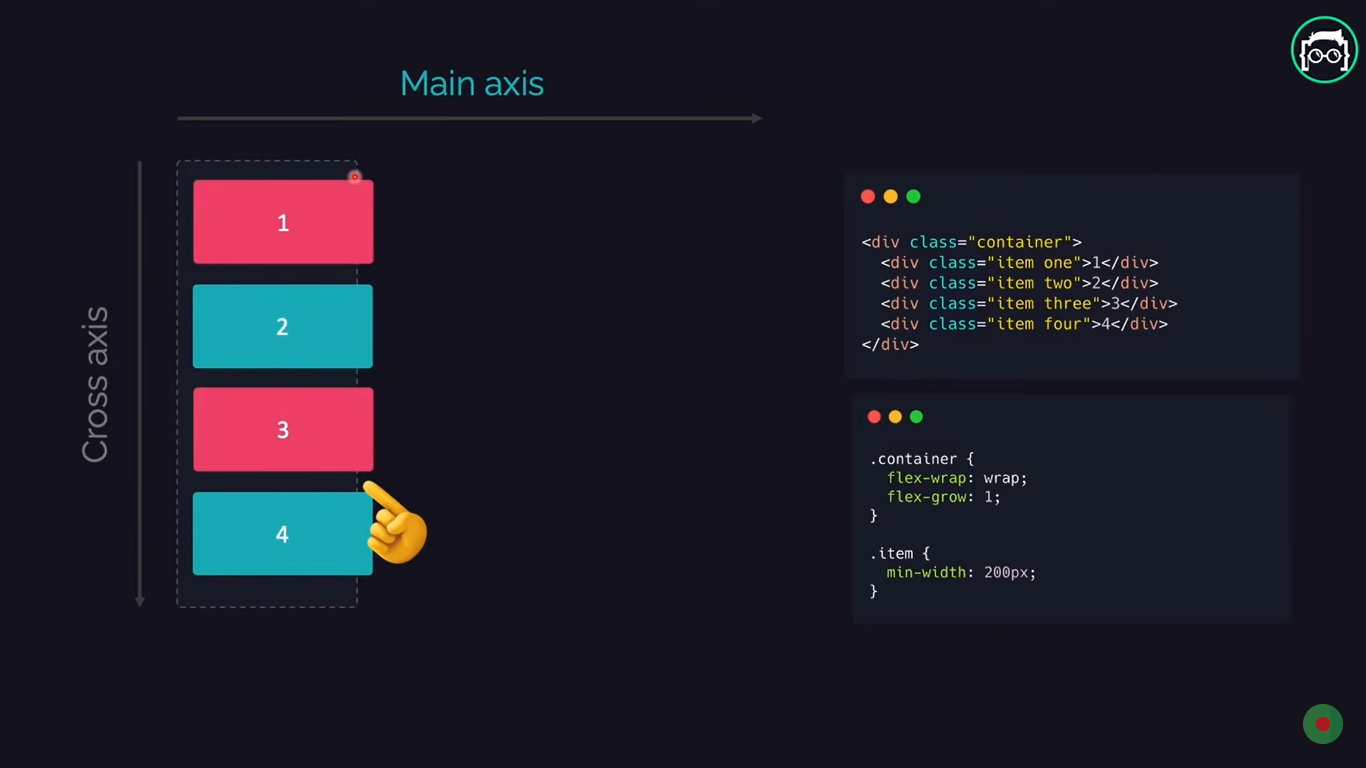 Main axis
Cross axis
1
2
3
4
<div class="container">
  <div class="item one">1</div>
  <div class="item two">2</div>
  <div class="item three">3</div>
  <div class="item four">4</div>
</div>
.container {
  flex-wrap: wrap;
  flex-grow: 1;
}
.item {
  min-width: 200px;
}